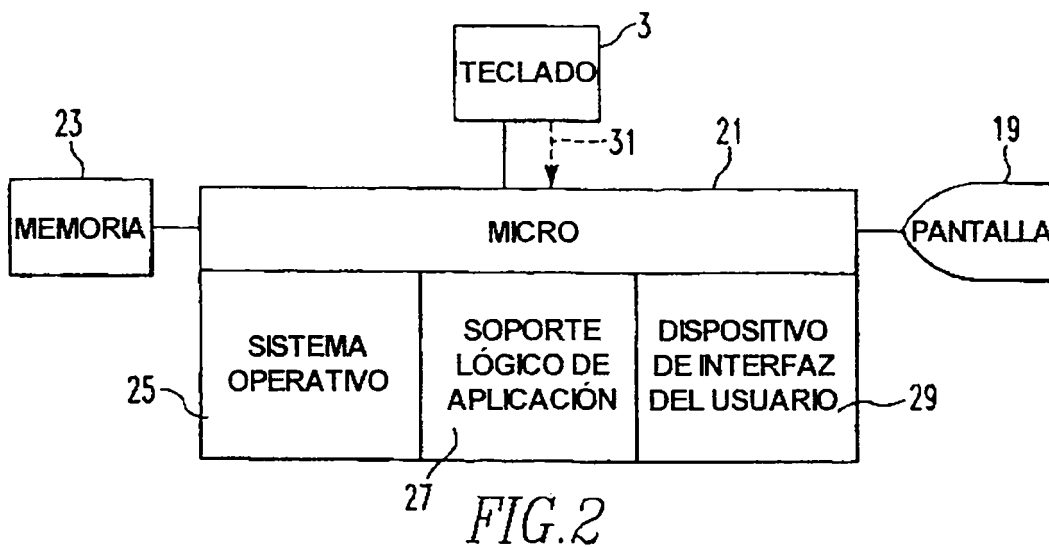 3
TECLADO
23
31
21
19
MEMORIA
MICRO
PANTALLA
SISTEMA
OPERATIVO
SOPORTE
LÓGICO DE
APLICACIÓN
DISPOSITIVO
DE INTERFAZ
DEL USUARIO
25
29
27
FIG.2